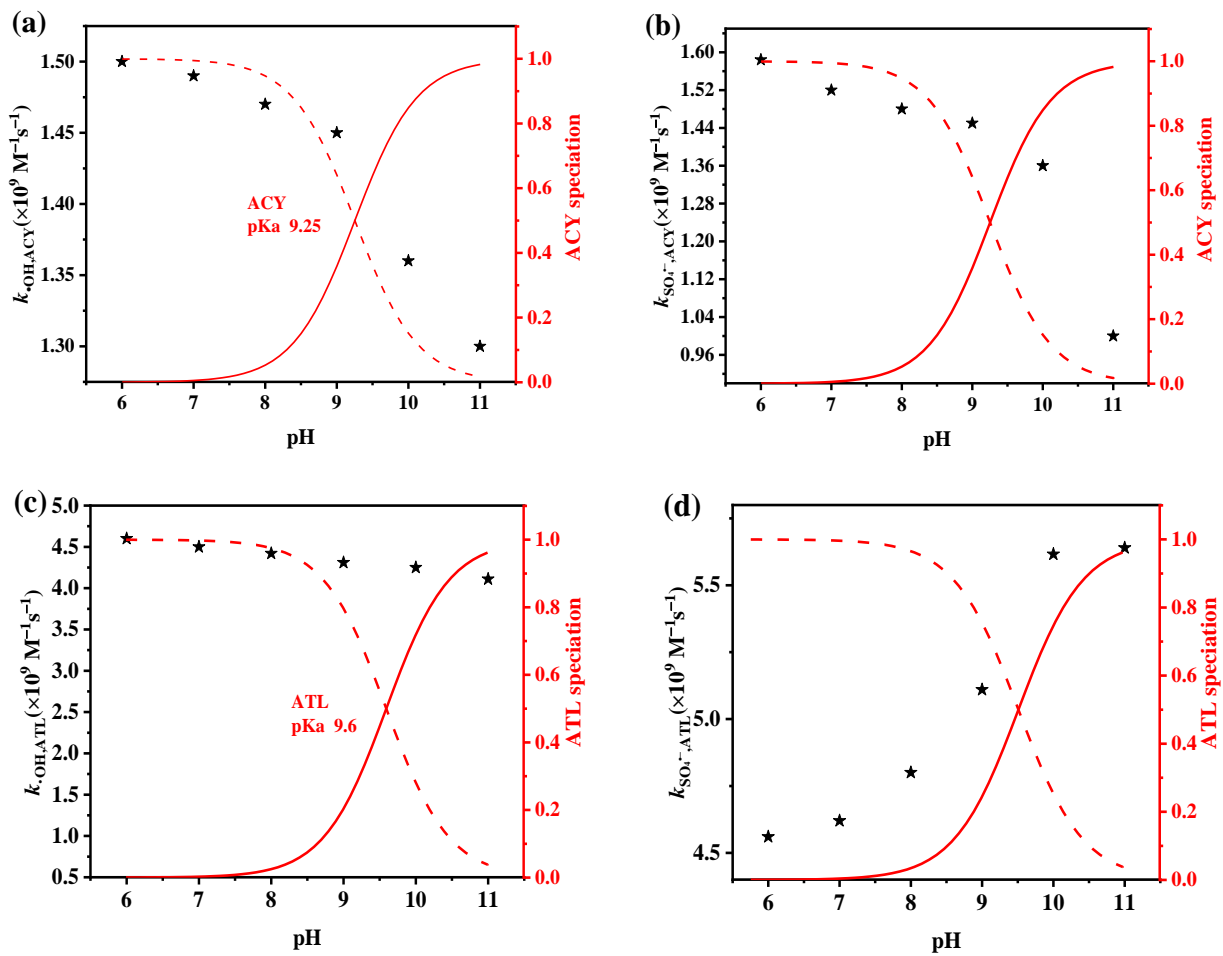 (a)
k•OH,ACY(×10⁹ M⁻¹s⁻¹)
1.50
1.45
1.40
1.35
1.30
ACY
pKa 9.25
1.0
0.8
0.6
0.4
0.2
0.0
ACY speciation
6 7 8 9 10 11
pH
(b)
kSO₄•⁻,ACY(×10⁹ M⁻¹s⁻¹)
1.60
1.52
1.44
1.36
1.28
1.20
1.12
1.04
0.96
1.0
0.8
0.6
0.4
0.2
0.0
ACY speciation
6 7 8 9 10 11
pH
(c)
k•OH,ATL(×10⁹ M⁻¹s⁻¹)
5.0
4.5
4.0
3.5
3.0
2.5
2.0
1.5
1.0
0.5
ATL
pKa 9.6
1.0
0.8
0.6
0.4
0.2
0.0
ATL speciation
6 7 8 9 10 11
pH
(d)
kSO₄•⁻,ATL(×10⁹ M⁻¹s⁻¹)
5.5
5.0
4.5
1.0
0.8
0.6
0.4
0.2
0.0
ATL speciation
6 7 8 9 10 11
pH